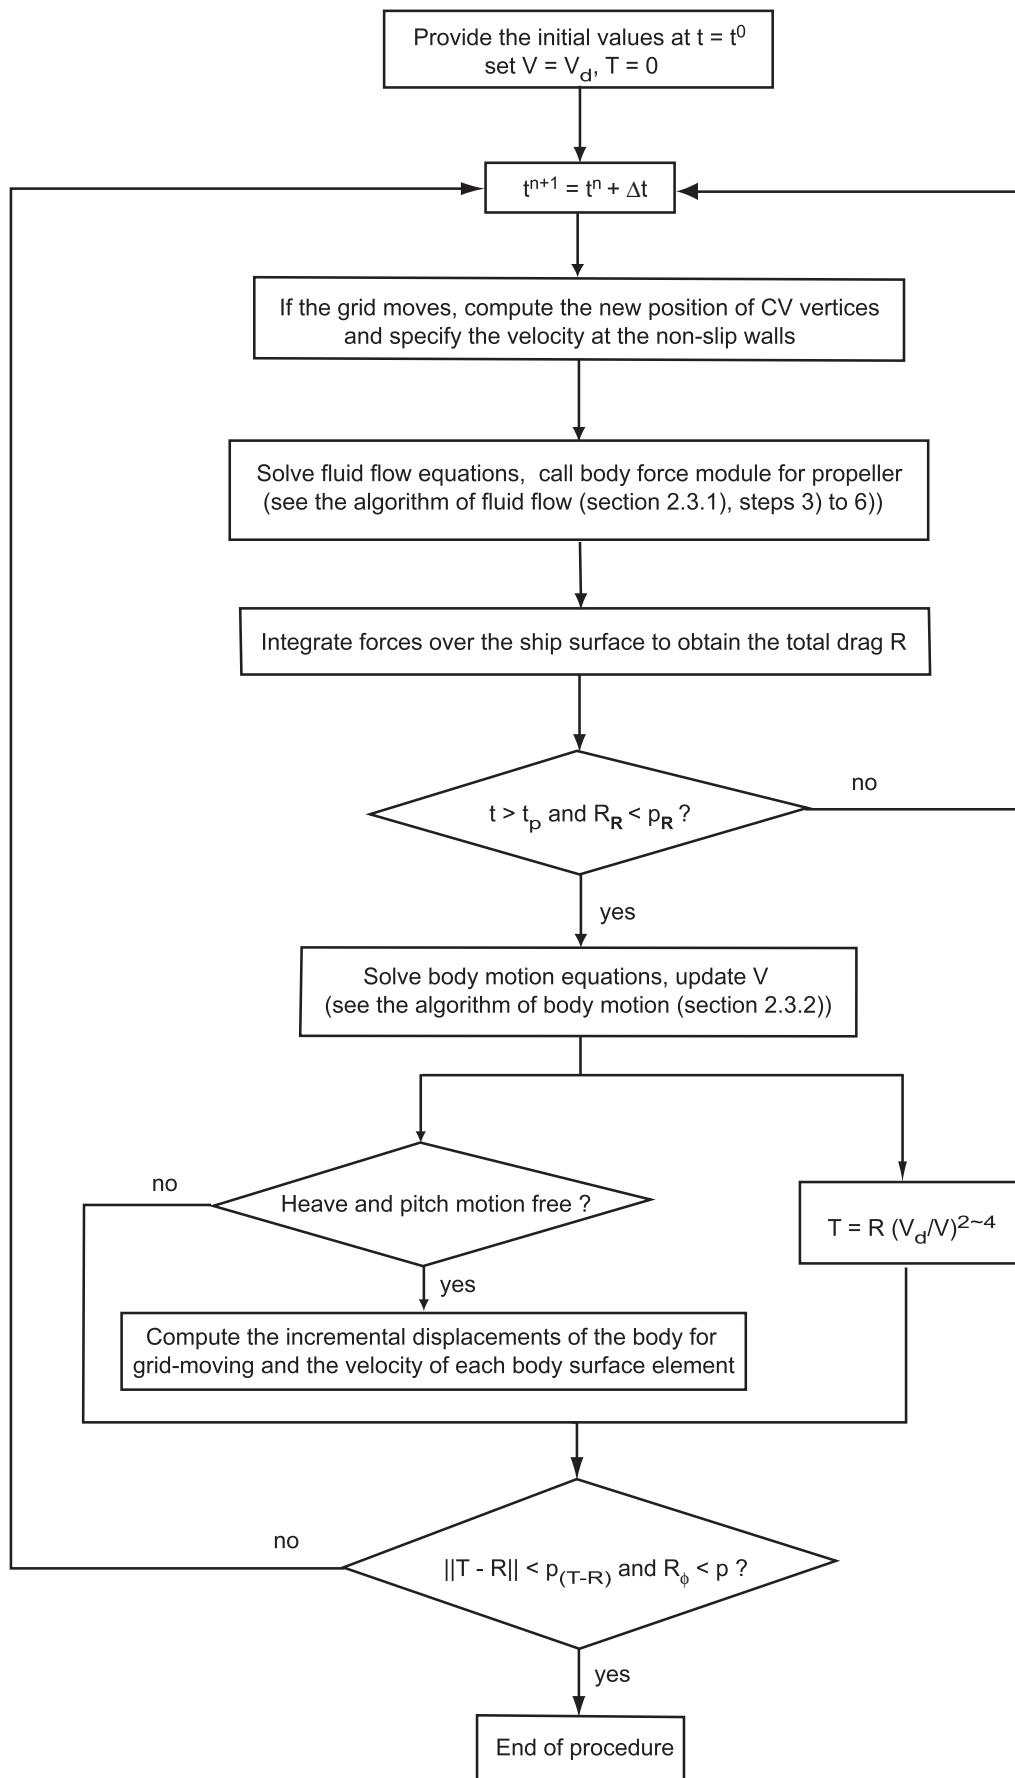 Provide the initial values at t = t⁰
set V = V_d, T = 0
tⁿ⁺¹ = tⁿ + Δt
If the grid moves, compute the new position of CV vertices
and specify the velocity at the non-slip walls
Solve fluid flow equations, call body force module for propeller
(see the algorithm of fluid flow (section 2.3.1), steps 3) to 6))
Integrate forces over the ship surface to obtain the total drag R
no
t > t_p and R_R < p_R ?
yes
Solve body motion equations, update V
(see the algorithm of body motion (section 2.3.2))
no
Heave and pitch motion free ?
T = R (V_d/V)²~⁴
yes
Compute the incremental displacements of the body for
grid-moving and the velocity of each body surface element
no
||T - R|| < p_(T-R) and R_ϕ < p ?
yes
End of procedure